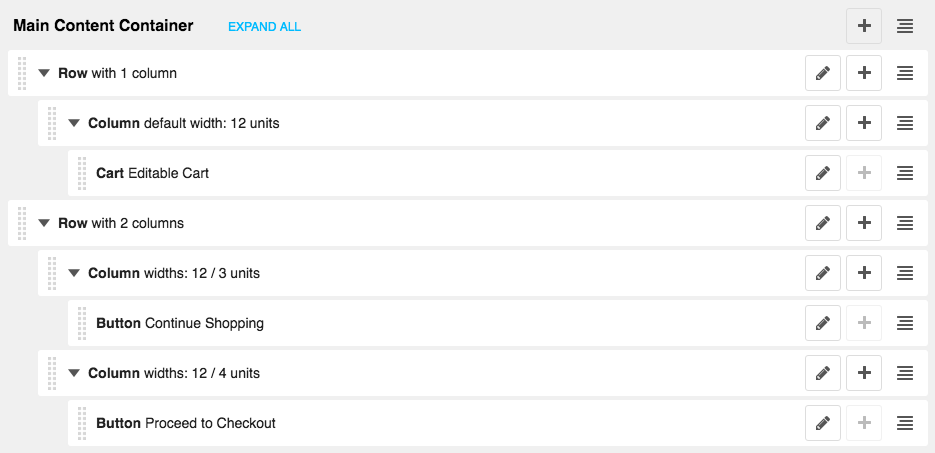 Main Content Container EXPAND ALL
Row with 1 column
Column default width: 12 units
Cart Editable Cart
Row with 2 columns
Column widths: 12 / 3 units
Button Continue Shopping
Column widths: 12 / 4 units
Button Proceed to Checkout